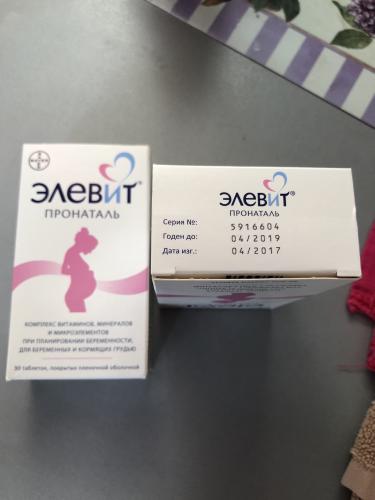 BAYER
ЭЛЕВИТ®
ПРОНАТАЛЬ
КОМПЛЕКС ВИТАМИНОВ, МИНЕРАЛОВ
И МИКРОЭЛЕМЕНТОВ
ПРИ ПЛАНИРОВАНИИ БЕРЕМЕННОСТИ,
ДЛЯ БЕРЕМЕННЫХ И КОРМЯЩИХ ГРУДЬЮ
30 таблеток, покрытых пленочной оболочкой
ЭЛЕВИТ®
ПРОНАТАЛЬ
Серия №: 5916604
Годен до: 04/2019
Дата изг.: 04/2017